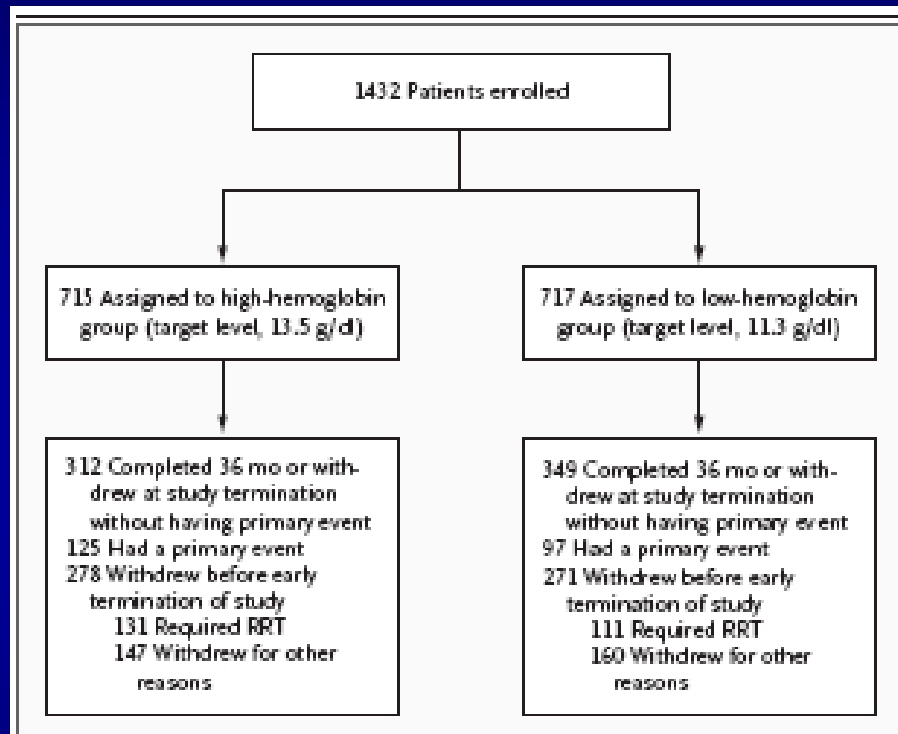 1432 Patients enrolled
715 Assigned to high-hemoglobin
group (target level, 13.5 g/dl)
717 Assigned to low-hemoglobin
group (target level, 11.3 g/dl)
312 Completed 36 mo or with-
drew at study termination
without having primary event
125 Had a primary event
278 Withdrew before early
termination of study
131 Required RRT
147 Withdrew for other
reasons
349 Completed 36 mo or with-
drew at study termination
without having primary event
97 Had a primary event
271 Withdrew before early
termination of study
111 Required RRT
160 Withdrew for other
reasons